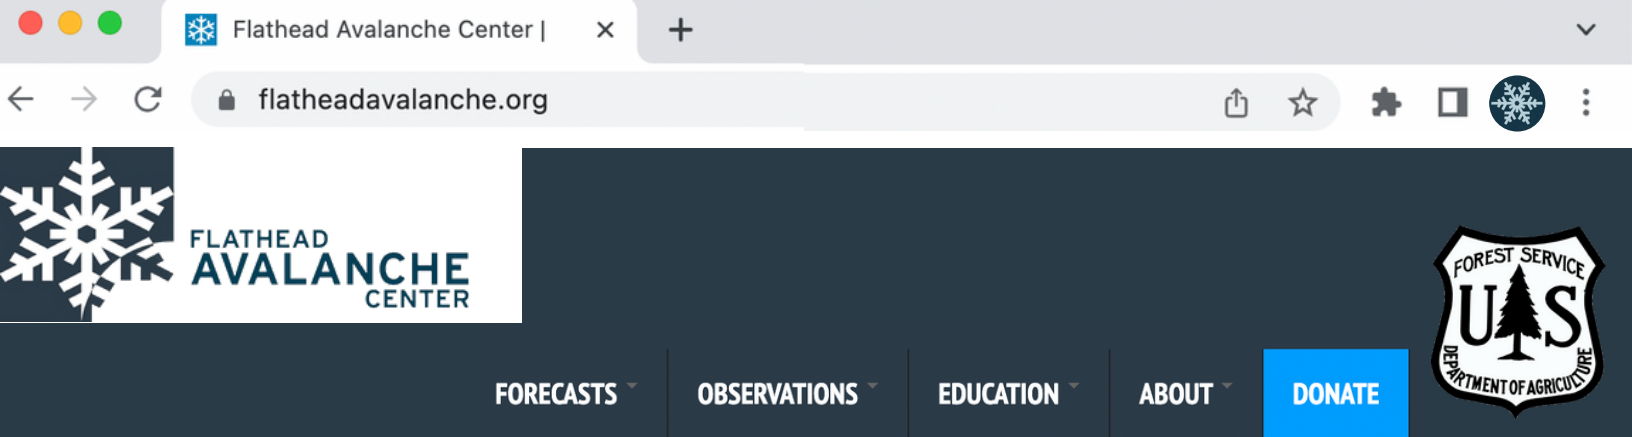 Flathead Avalanche Center |
flatheadavalanche.org
FLATHEAD
AVALANCHE
CENTER
FOREST SERVICE
U S
DEPARTMENT OF AGRICULTURE
FORECASTS OBSERVATIONS EDUCATION ABOUT DONATE